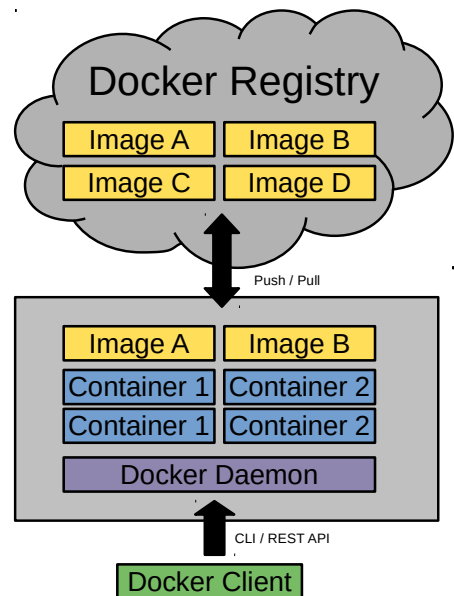 Docker Registry
Image A Image B
Image C Image D
Push / Pull
Image A Image B
Container 1 Container 2
Container 1 Container 2
Docker Daemon
CLI / REST API
Docker Client